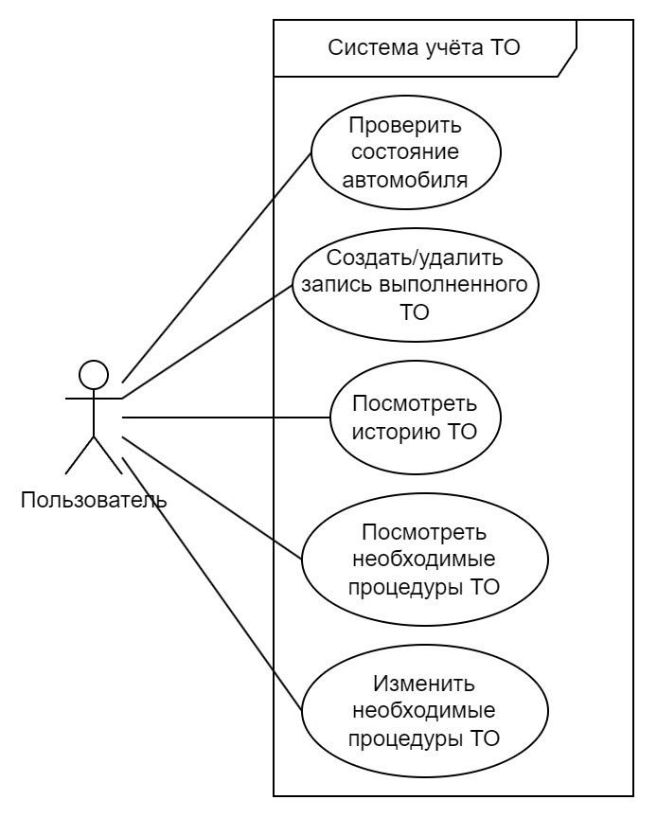 Система учёта ТО
Проверить
состояние
автомобиля
Создать/удалить
запись выполненного
ТО
Посмотреть
историю ТО
Пользователь
Посмотреть
необходимые
процедуры ТО
Изменить
необходимые
процедуры ТО